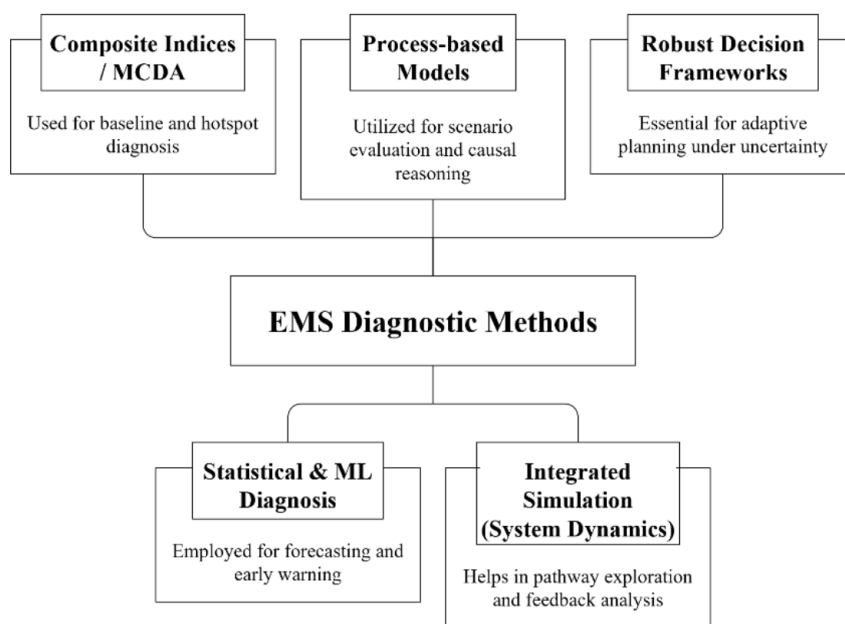 Composite Indices
/ MCDA
Used for baseline and hotspot
diagnosis
Process-based
Models
Utilized for scenario
evaluation and causal
reasoning
Robust Decision
Frameworks
Essential for adaptive
planning under uncertainty
EMS Diagnostic Methods
Statistical & ML
Diagnosis
Employed for forecasting and
early warning
Integrated
Simulation
(System Dynamics)
Helps in pathway exploration
and feedback analysis